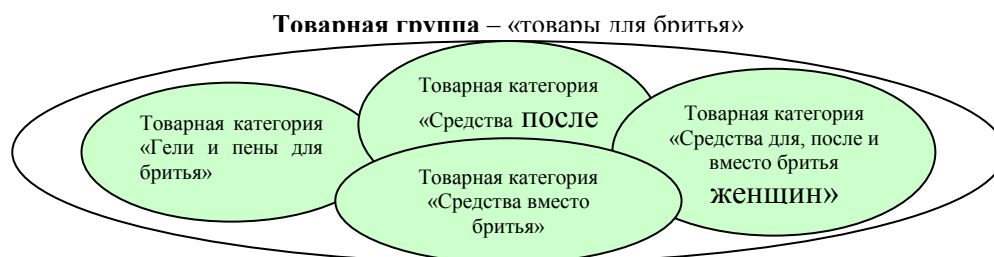 Товарная группа – «товары для бритья»
Товарная категория
«Гели и пены для
бритья»
Товарная категория
«Средства после
Товарная категория
«Средства вместо
бритья»
Товарная категория
«Средства для, после и
вместо бритья
женщин»